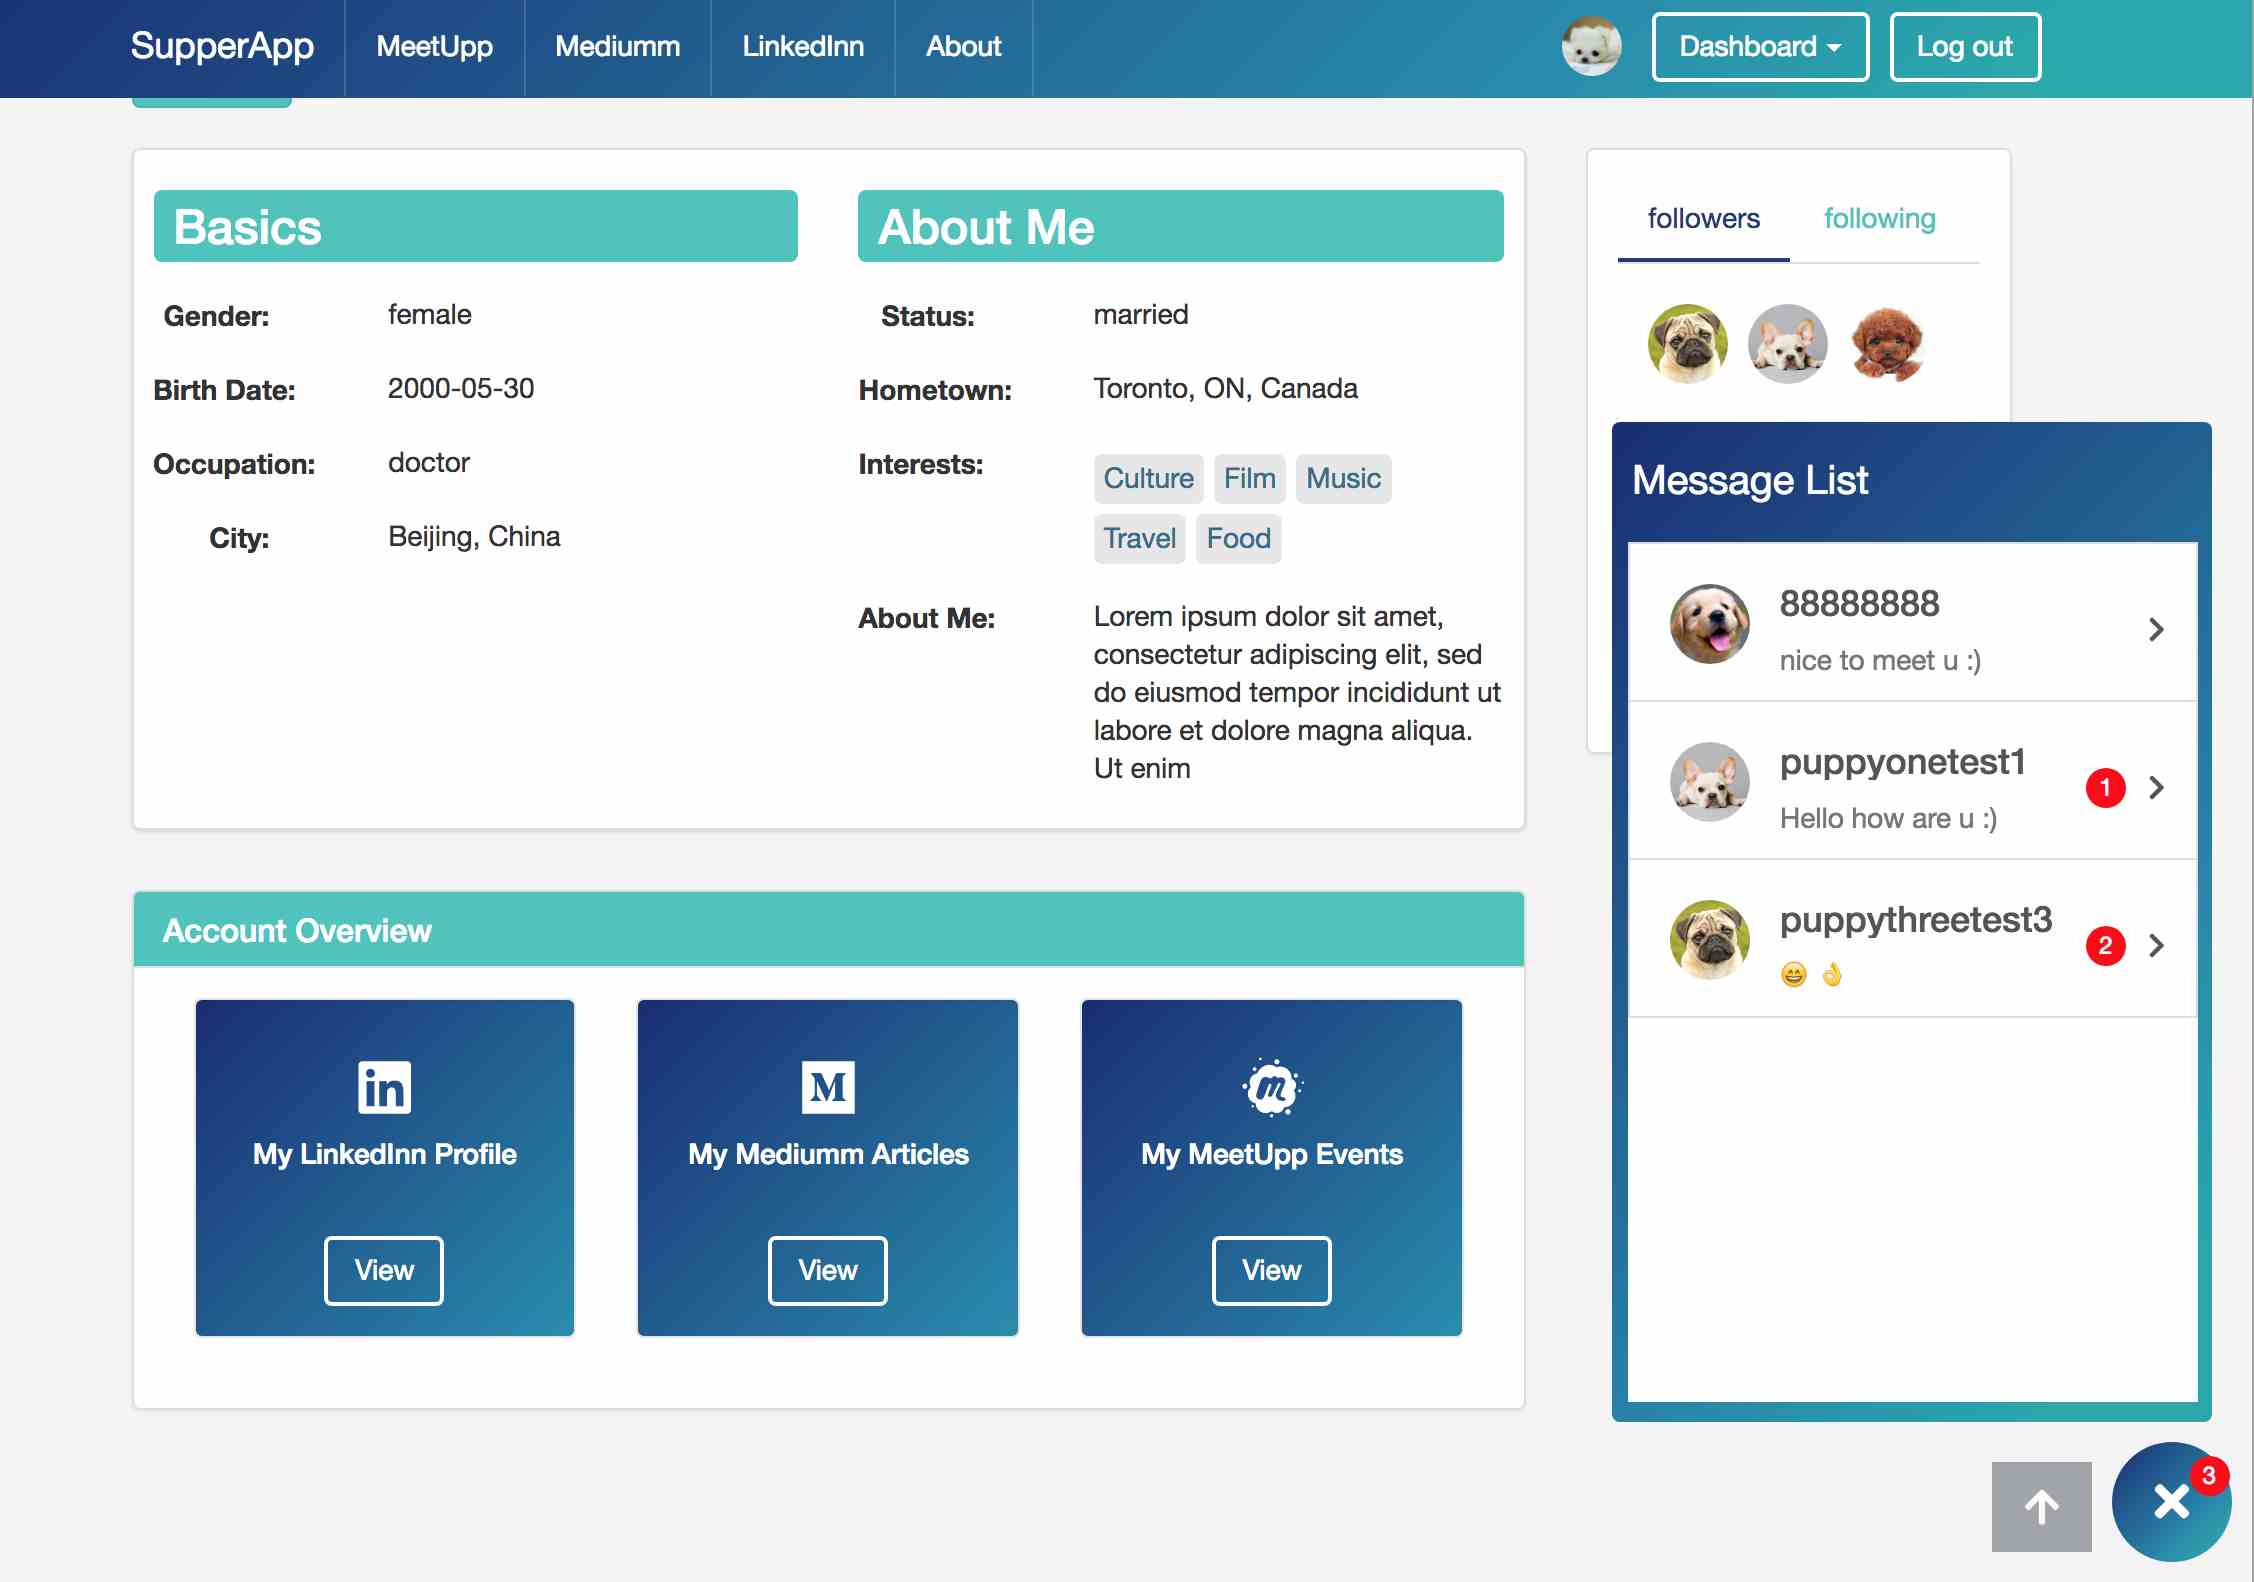 SupperApp
MeetUpp
Mediumm
LinkedInn
About
Dashboard
Log out
Basics
Gender: female
Birth Date: 2000-05-30
Occupation: doctor
City: Beijing, China
About Me
Status: married
Hometown: Toronto, ON, Canada
Interests: Culture Film Music
Travel Food
About Me: Lorem ipsum dolor sit amet,
consectetur adipiscing elit, sed
do eiusmod tempor incididunt ut
labore et dolore magna aliqua.
Ut enim
followers following
Message List
88888888
nice to meet u :)
puppyonetest1
Hello how are u :)
1
puppythreetest3
😄 👌
2
Account Overview
in
My LinkedInn Profile
View
M
My Mediumm Articles
View
m
My MeetUpp Events
View
3